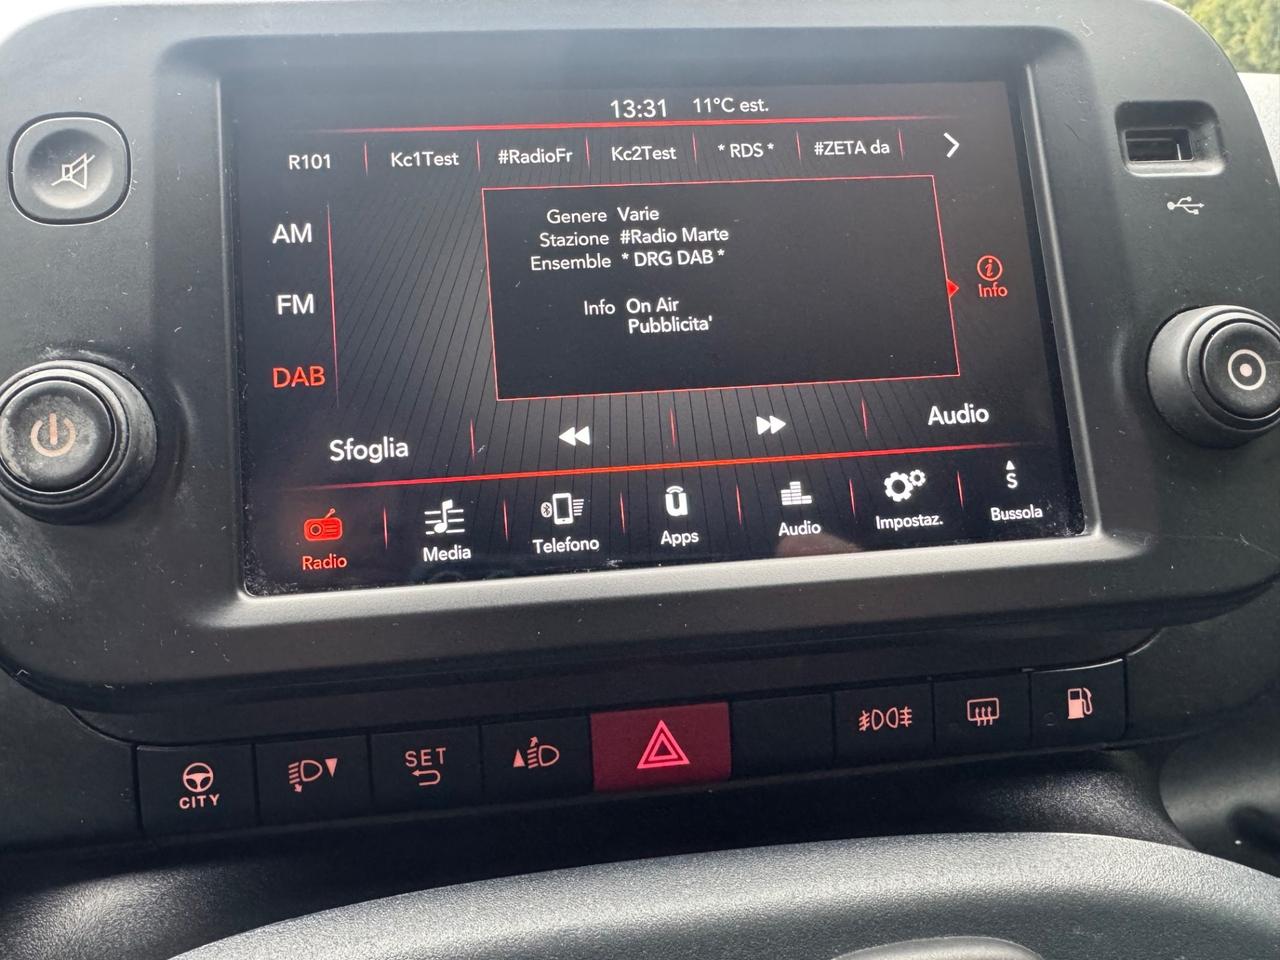 13:31 11°C est.
R101 Kc1Test #RadioFr Kc2Test * RDS * #ZETA da
AM
FM
DAB
Genere Varie
Stazione #Radio Marte
Ensemble * DRG DAB *
Info On Air
Pubblicita'
Info
Sfoglia
Audio
Radio Media Telefono Apps Audio Impostaz. Bussola
S
CITY
SET